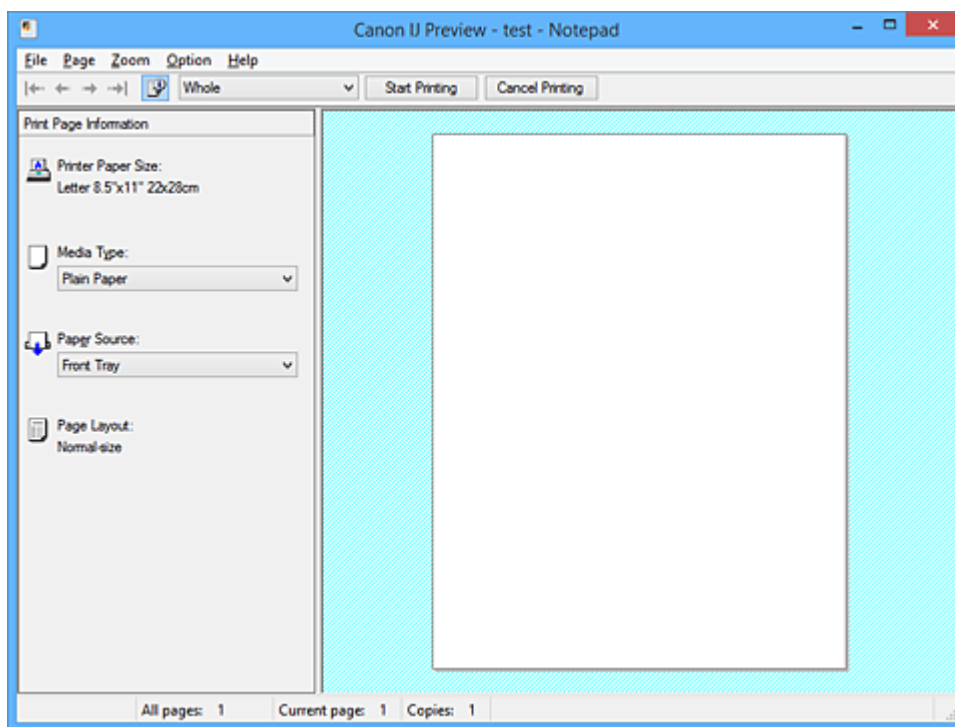 Canon IJ Preview - test - Notepad
File Page Zoom Option Help
Whole Start Printing Cancel Printing
Print Page Information
Printer Paper Size:
Letter 8.5"x11" 22x28cm
Media Type:
Plain Paper
Paper Source:
Front Tray
Page Layout:
Normal-size
All pages: 1 Current page: 1 Copies: 1